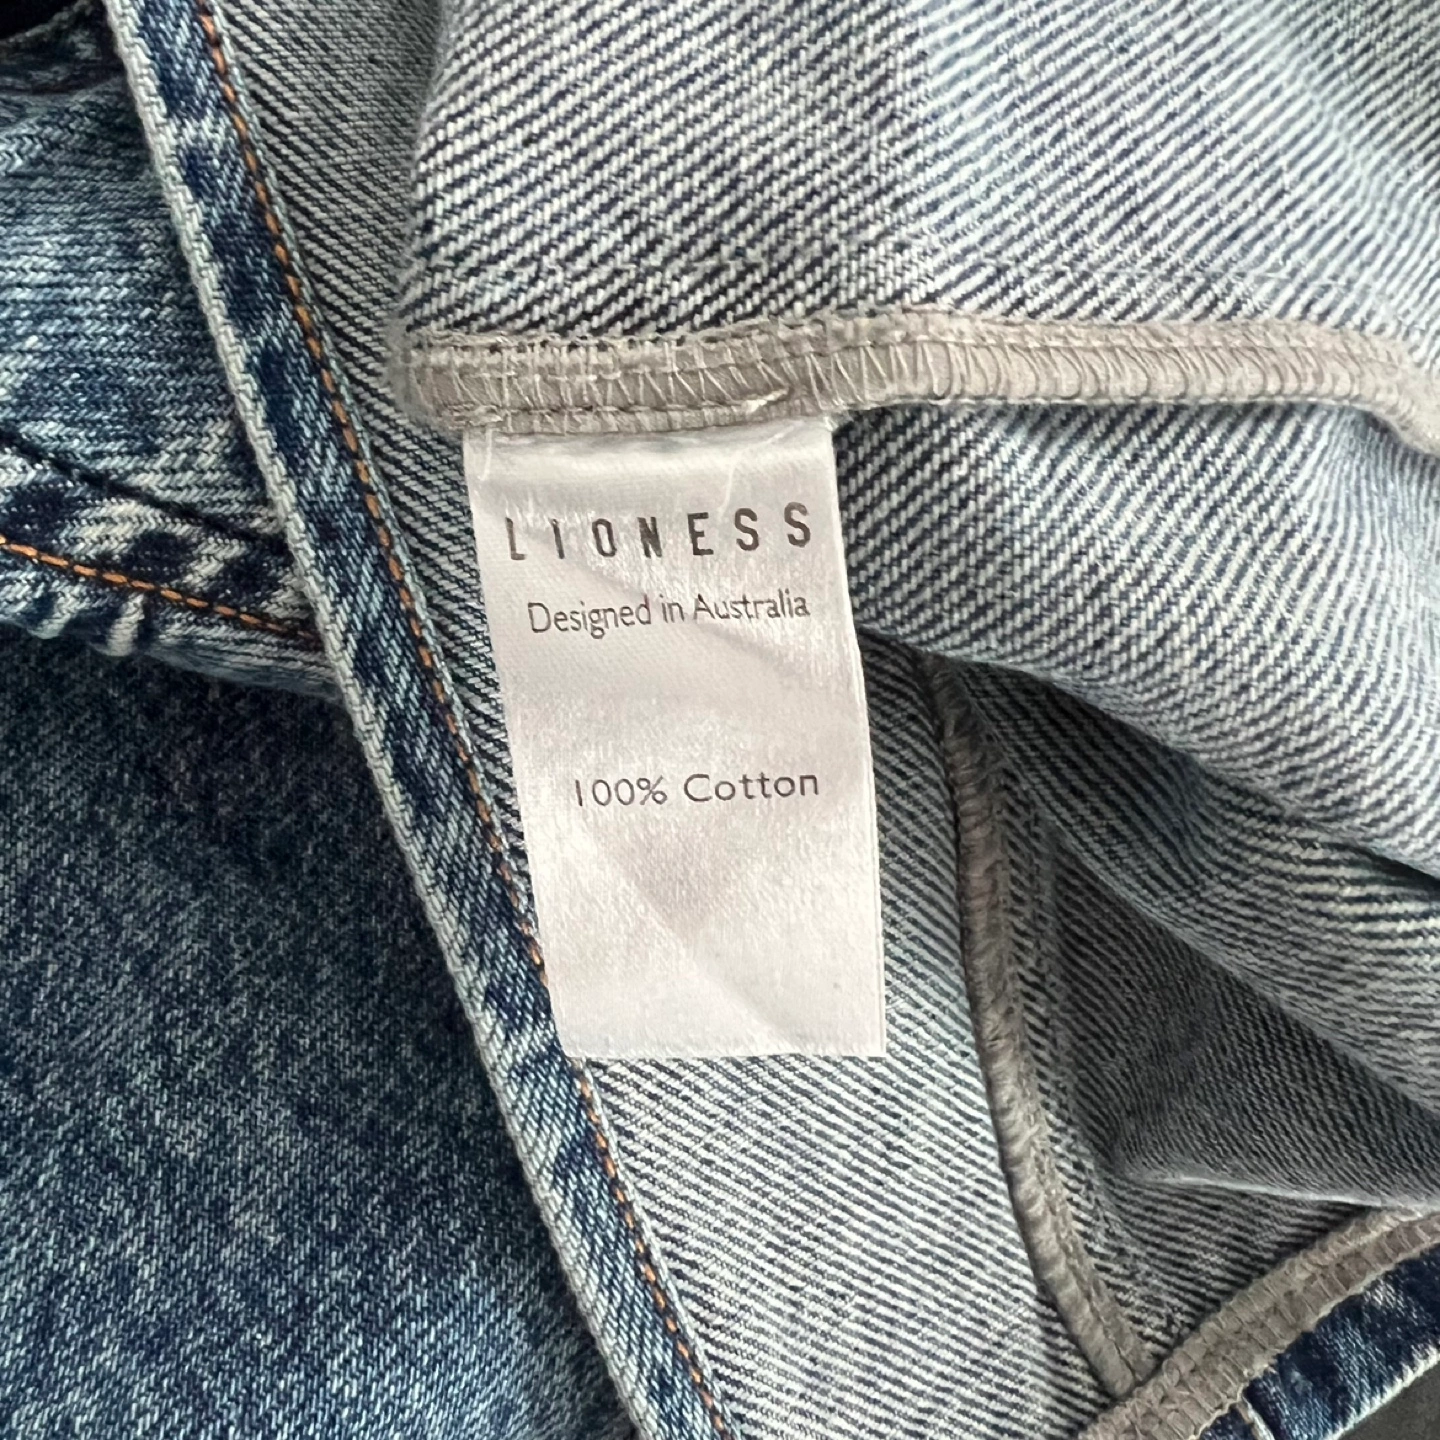 LIONESS
Designed in Australia
100% Cotton